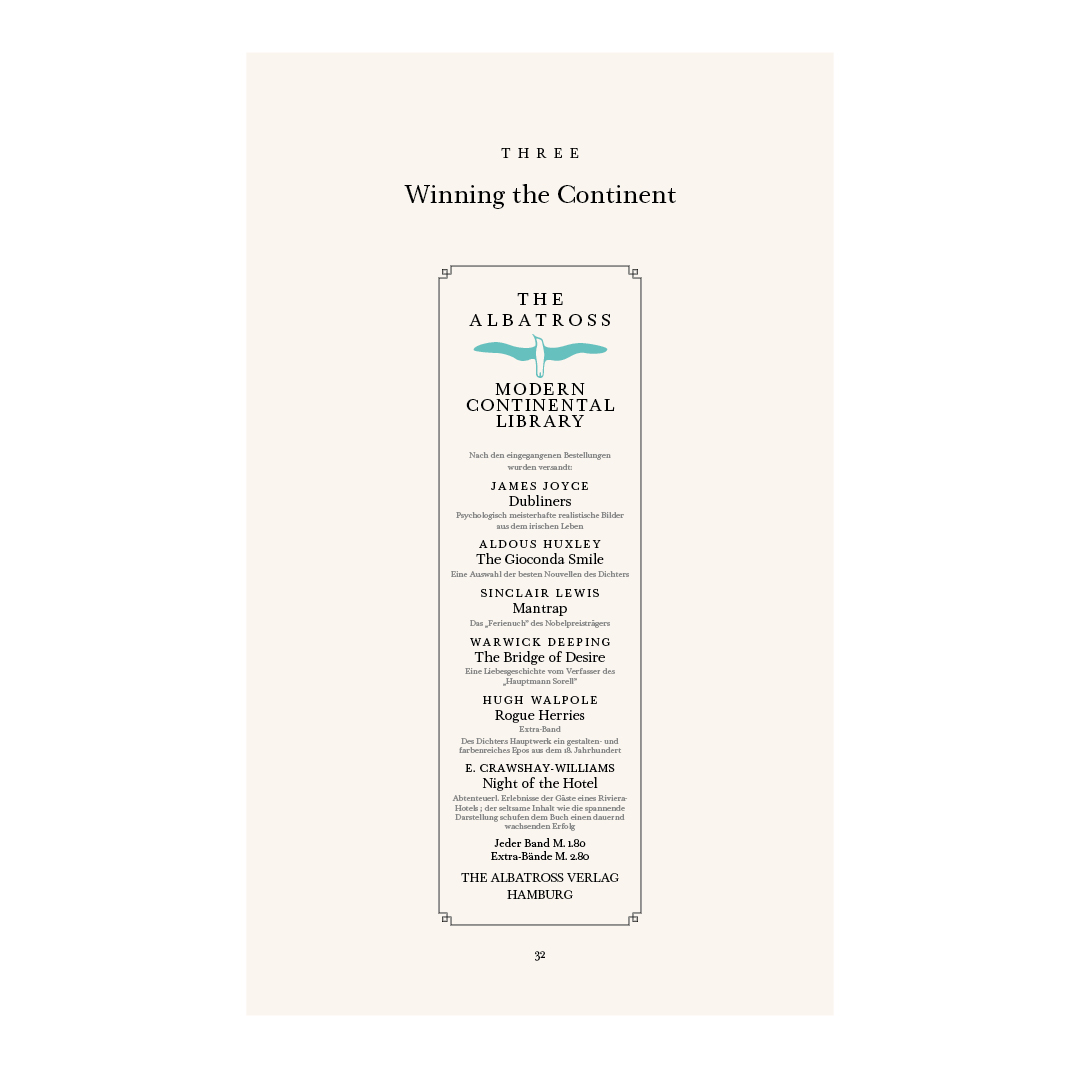 THREE
Winning the Continent
THE
ALBATROSS
MODERN
CONTINENTAL
LIBRARY
Nach den eingegangenen Bestellungen
wurden versandt:
JAMES JOYCE
Dubliners
Psychologisch meisterhafte realistische Bilder
aus dem irischen Leben
ALDOUS HUXLEY
The Gioconda Smile
Eine Auswahl der besten Nouvellen des Dichters
SINCLAIR LEWIS
Mantrap
Das „Ferienuch“ des Nobelpreisträgers
WARWICK DEEPING
The Bridge of Desire
Eine Liebesgeschichte vom Verfasser des
„Hauptmann Sorell“
HUGH WALPOLE
Rogue Herries
Extra-Band
Des Dichters Hauptwerk ein gestalten- und
farbenreiches Epos aus dem 18. Jahrhundert
E. CRAWSHAY-WILLIAMS
Night of the Hotel
Abtenteuerl. Erlebnisse der Gäste eines Riviera-
Hotels ; der seltsame Inhalt wie die spannende
Darstellung schufen dem Buch einen dauernd
wachsenden Erfolg
Jeder Band M. 1.80
Extra-Bände M. 2.80
THE ALBATROSS VERLAG
HAMBURG
32